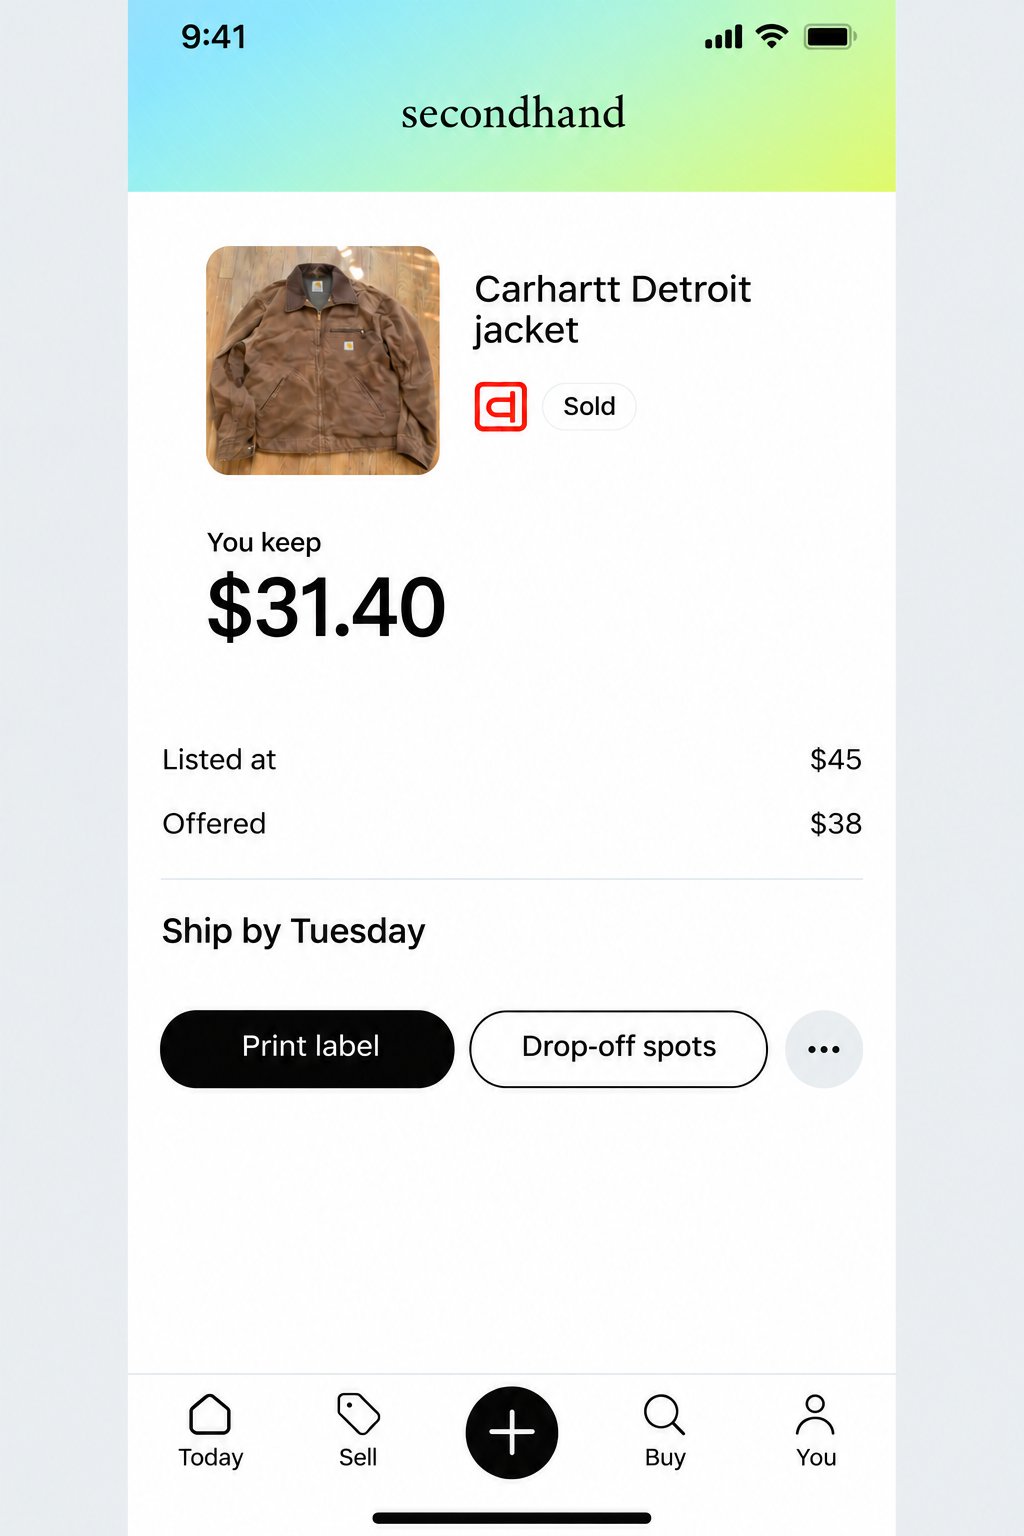 9:41
secondhand
Carhartt Detroit
jacket
Sold
You keep
$31.40
Listed at $45
Offered $38
Ship by Tuesday
Print label Drop-off spots
Today Sell Buy You